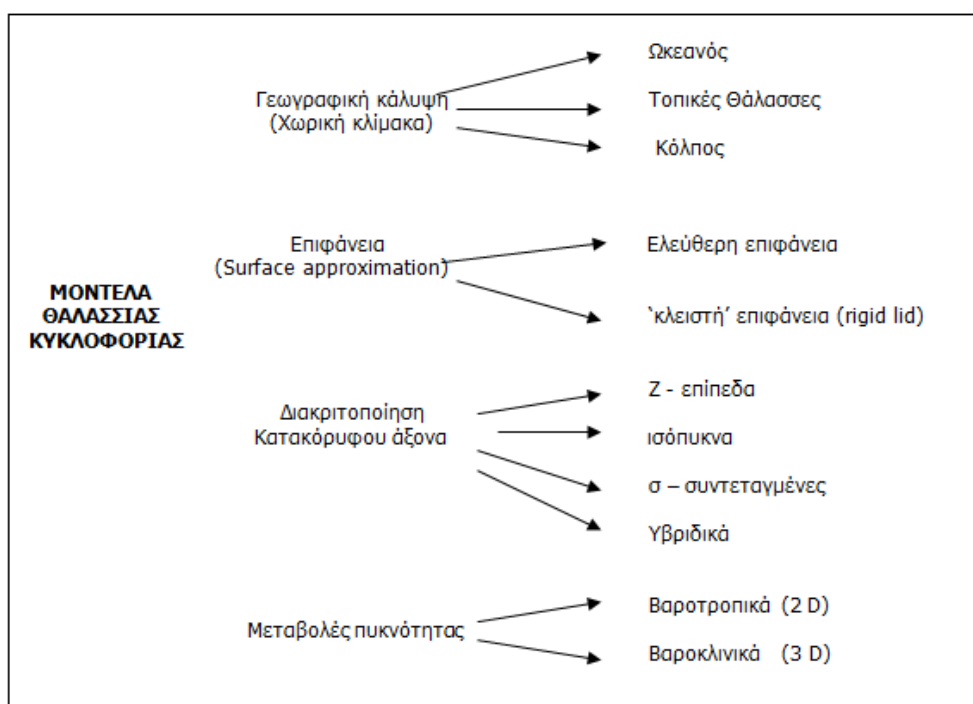 Ωκεανός
Γεωγραφική κάλυψη
(Χωρική κλίμακα)
Τοπικές Θάλασσες
Κόλπος
Επιφάνεια
(Surface approximation)
Ελεύθερη επιφάνεια
‘κλειστή’ επιφάνεια (rigid lid)
ΜΟΝΤΕΛΑ
ΘΑΛΑΣΣΙΑΣ
ΚΥΚΛΟΦΟΡΙΑΣ
Διακριτοποίηση
Κατακόρυφου άξονα
Ζ - επίπεδα
ισόπυκνα
σ – συντεταγμένες
Υβριδικά
Μεταβολές πυκνότητας
Βαροτροπικά (2 D)
Βαροκλινικά (3 D)